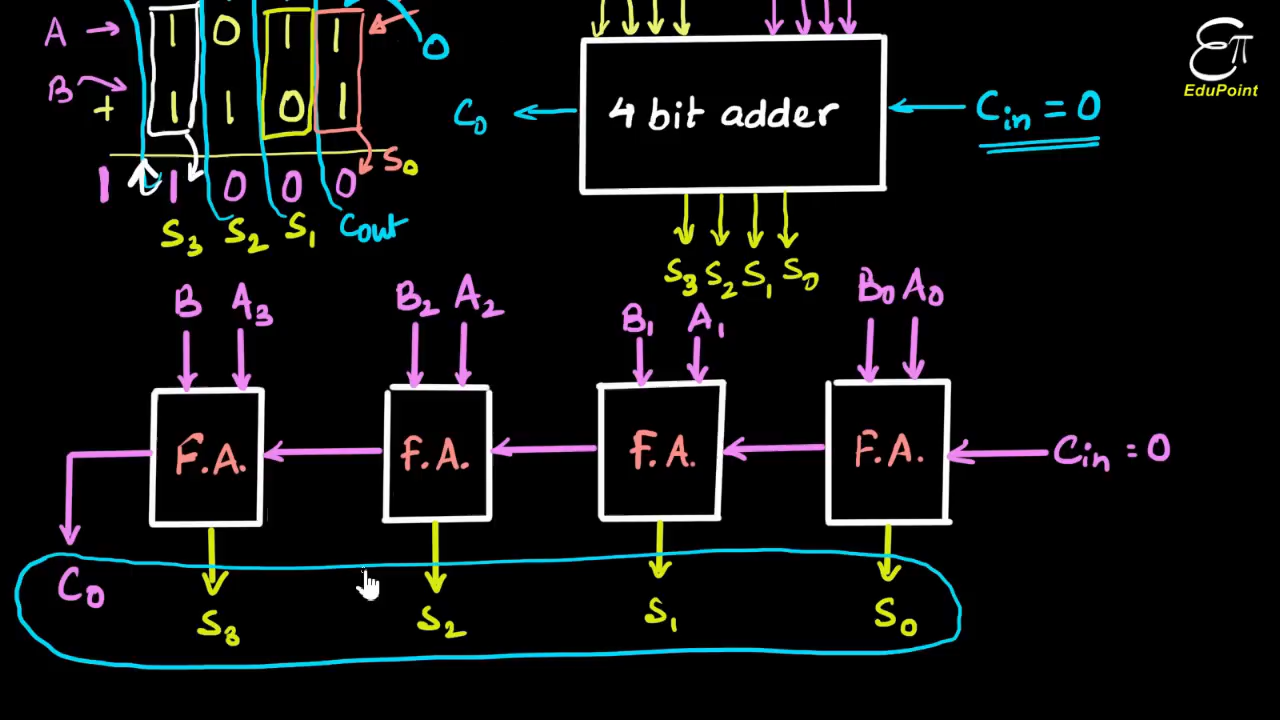 A 1 0 1 1 0
B + 1 1 0 1
1 1 0 0 0 S0
S3 S2 S1 Cout
C0 4 bit adder Cin = 0
S3 S2 S1 S0
επ
EduPoint
B A3 B2 A2 B1 A1 B0 A0
F.A. F.A. F.A. F.A. Cin = 0
C0 S3 S2 S1 S0